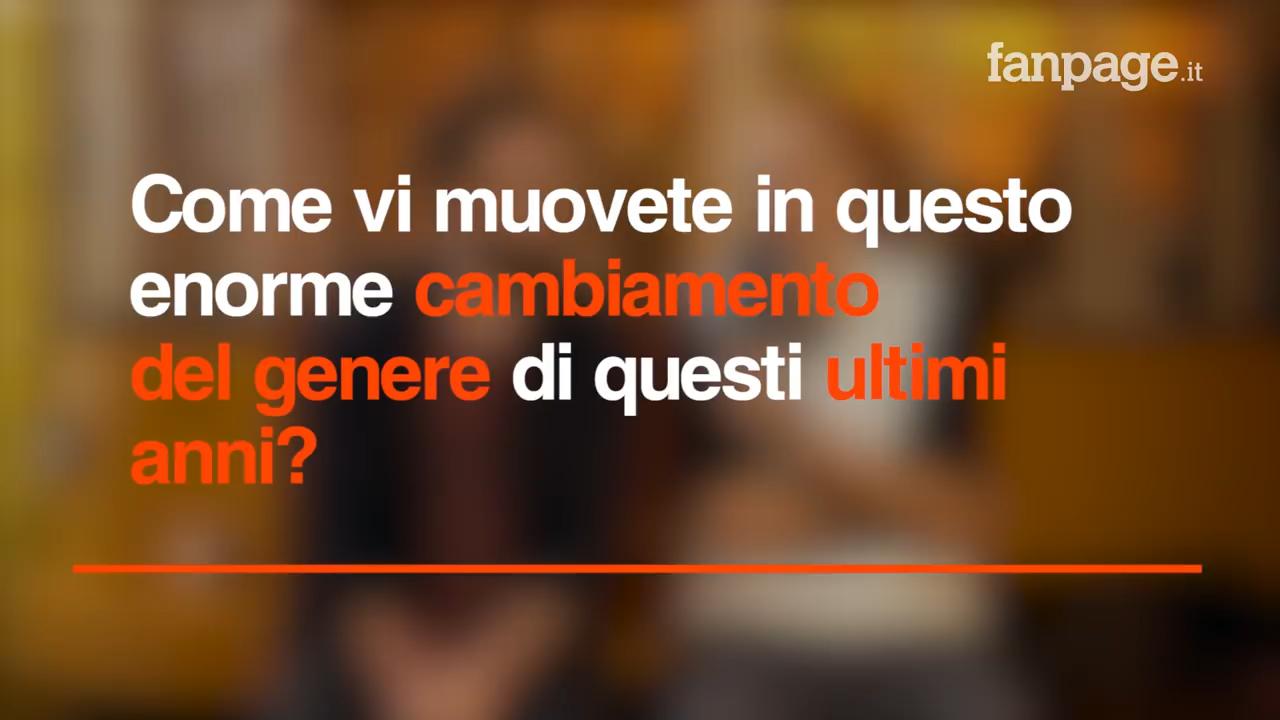 fanpage.it
Come vi muovete in questo
enorme cambiamento
del genere di questi ultimi
anni?